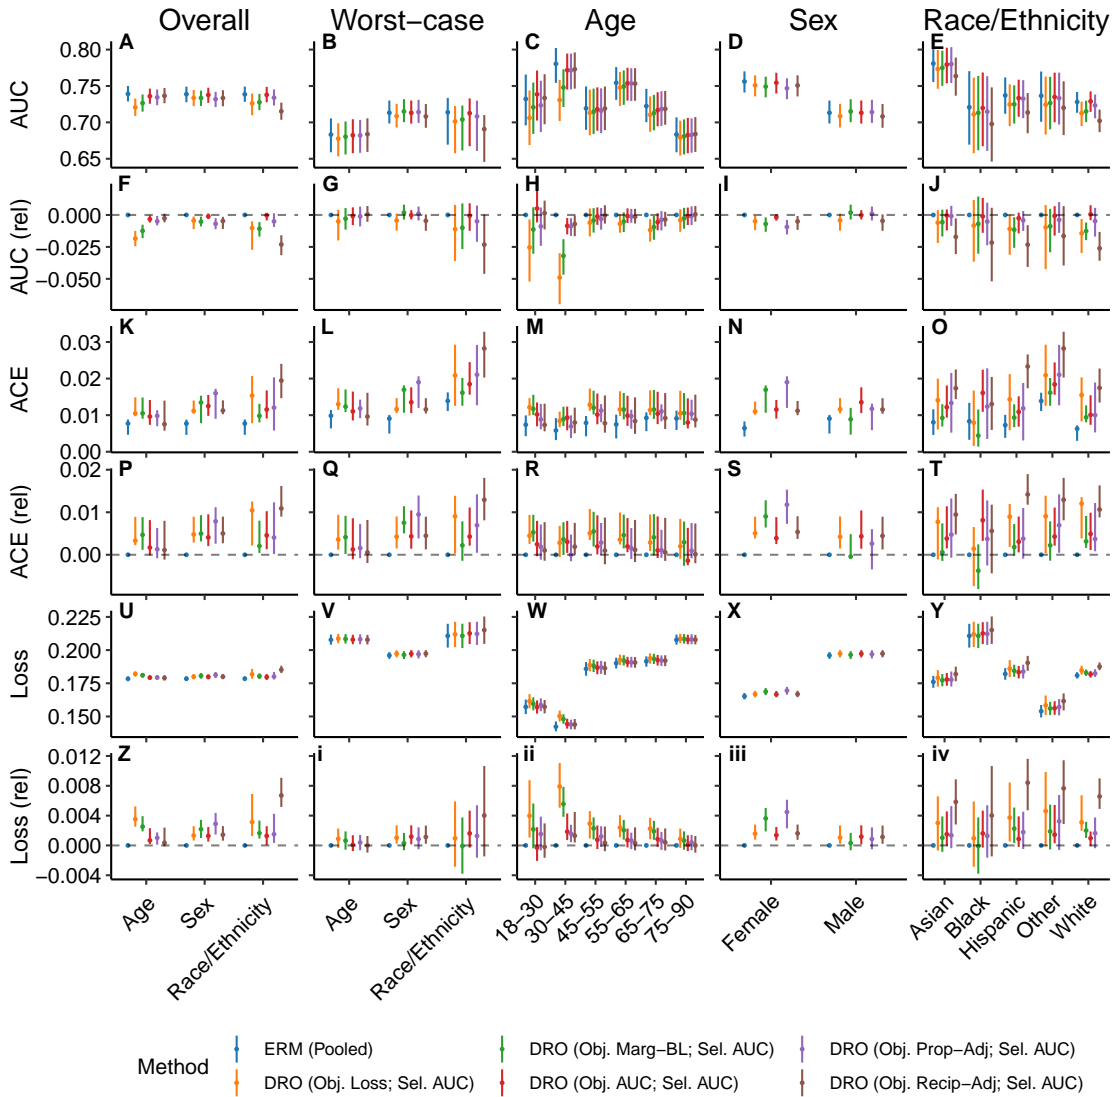 Overall Worst−case Age Sex Race/Ethnicity
A B C D E
AUC
0.80
0.75
0.70
0.65
F G H I J
AUC (rel)
0.000
−0.025
−0.050
K L M N O
ACE
0.03
0.02
0.01
0.00
P Q R S T
ACE (rel)
0.02
0.01
0.00
U V W X Y
Loss
0.225
0.200
0.175
0.150
Z i ii iii iv
Loss (rel)
0.012
0.008
0.004
0.000
−0.004
Age Sex Race/Ethnicity Age Sex Race/Ethnicity 18−30 30−45 45−55 55−65 65−75 75−90 Female Male Asian Black Hispanic Other White
Method
ERM (Pooled) DRO (Obj. Marg−BL; Sel. AUC) DRO (Obj. Prop−Adj; Sel. AUC)
DRO (Obj. Loss; Sel. AUC) DRO (Obj. AUC; Sel. AUC) DRO (Obj. Recip−Adj; Sel. AUC)